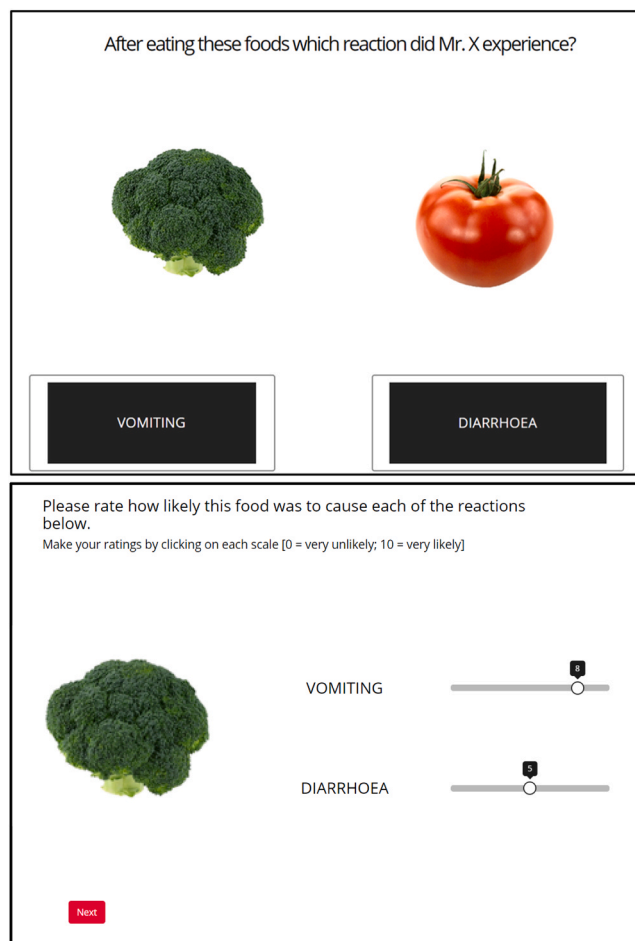 After eating these foods which reaction did Mr. X experience?
VOMITING
DIARRHOEA
Please rate how likely this food was to cause each of the reactions
below.
Make your ratings by clicking on each scale [0 = very unlikely; 10 = very likely]
8
VOMITING
5
DIARRHOEA
Next